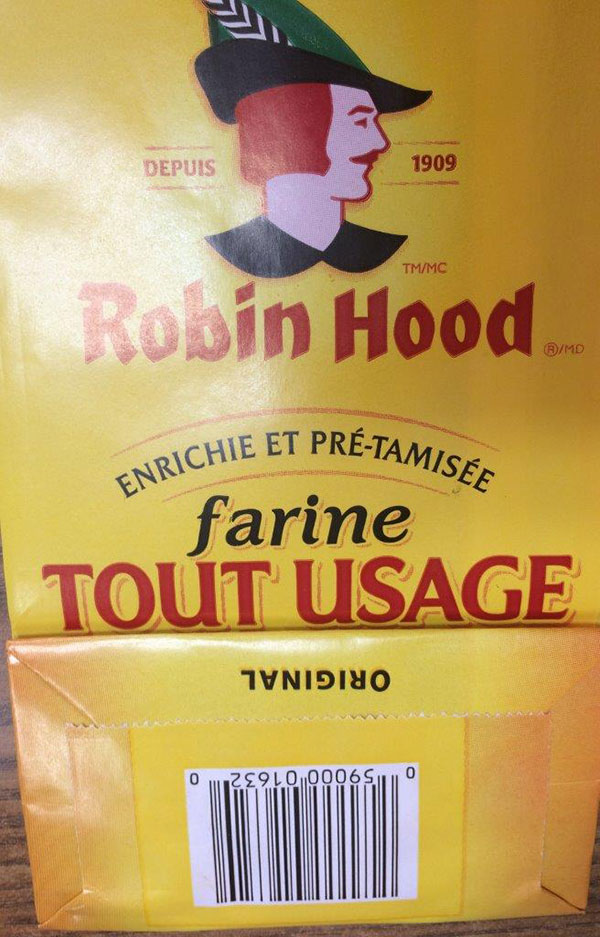 DEPUIS 1909
TM/MC
Robin Hood ®/MD
ENRICHIE ET PRÉ-TAMISÉE
farine
TOUT USAGE
ORIGINAL
0 59000 01632 0